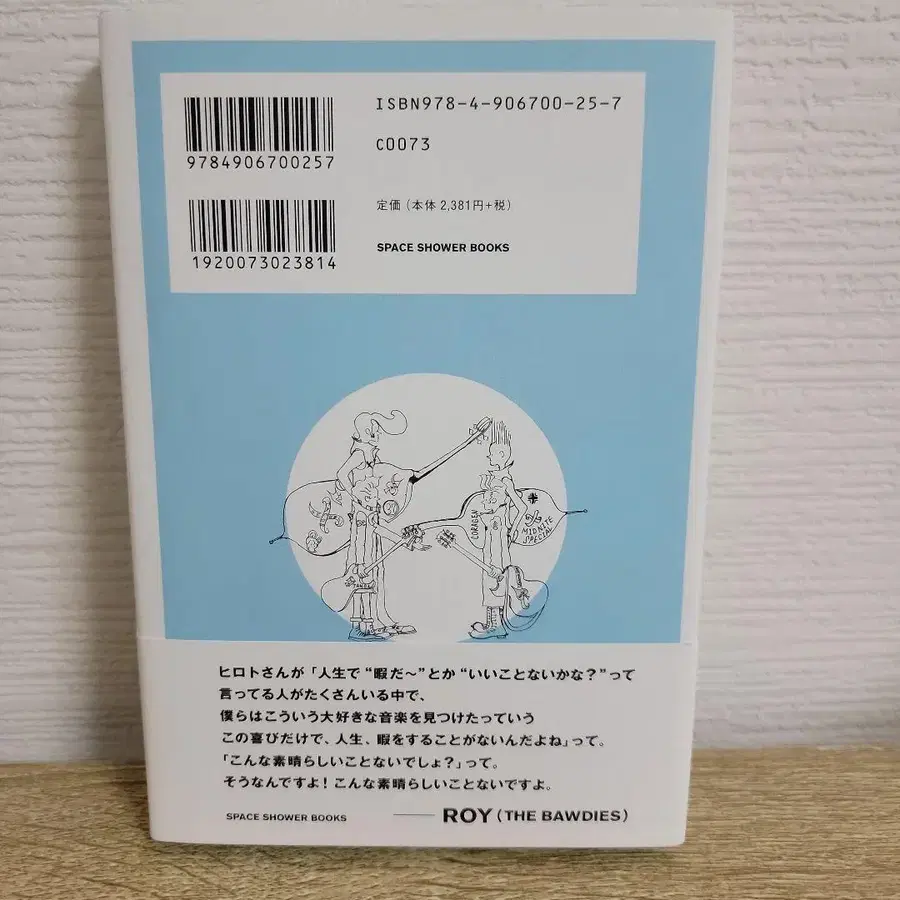 ISBN978-4-906700-25-7
9784906700257
C0073
定価（本体 2,381円+税）
1920073023814
SPACE SHOWER BOOKS
CORAGEN
MIDNITE
SPECIAL
ヒロトさんが「人生で“暇だ〜”とか“いいことないかな？”って
言ってる人がたくさんいる中で、
僕らはこういう大好きな音楽を見つけたっていう
この喜びだけで、人生、暇をすることがないんだよね」って。
「こんな素晴らしいことないでしょ？」って。
そうなんですよ！こんな素晴らしいことないですよ。
SPACE SHOWER BOOKS
—— ROY（THE BAWDIES）